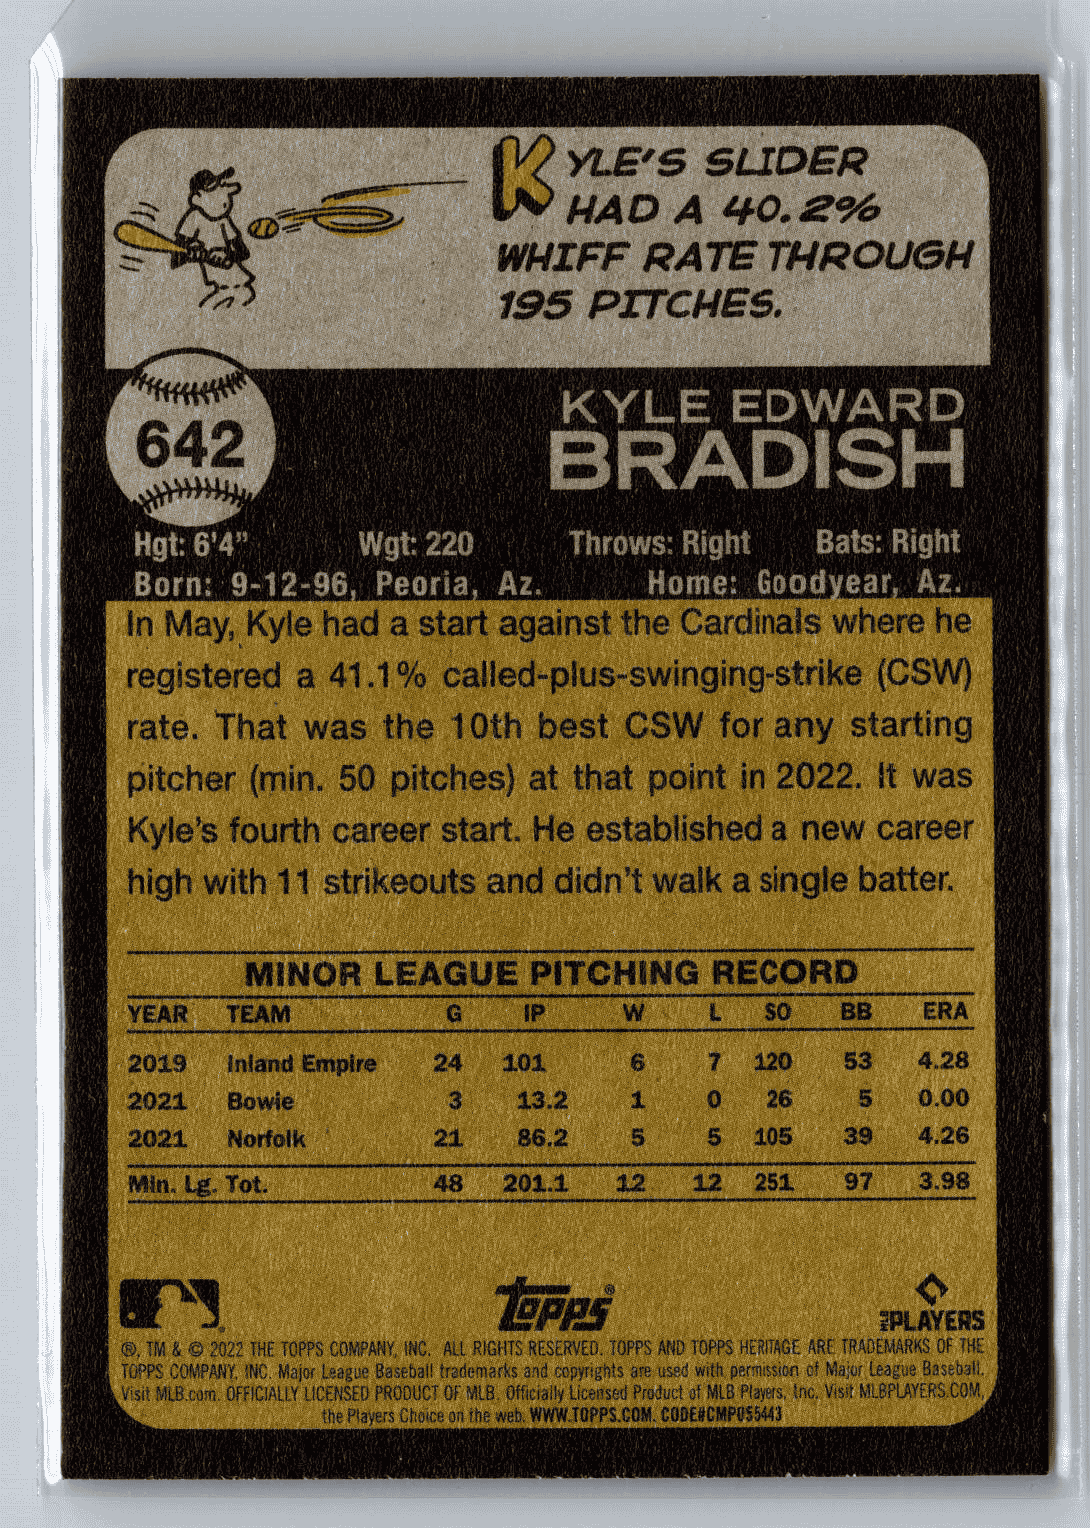 KYLE'S SLIDER
HAD A 40.2%
WHIFF RATE THROUGH
195 PITCHES.
642
KYLE EDWARD
BRADISH
Hgt: 6'4" Wgt: 220 Throws: Right Bats: Right
Born: 9-12-96, Peoria, Az. Home: Goodyear, Az.
In May, Kyle had a start against the Cardinals where he
registered a 41.1% called-plus-swinging-strike (CSW)
rate. That was the 10th best CSW for any starting
pitcher (min. 50 pitches) at that point in 2022. It was
Kyle's fourth career start. He established a new career
high with 11 strikeouts and didn't walk a single batter.
MINOR LEAGUE PITCHING RECORD
YEAR TEAM G IP W L SO BB ERA
2019 Inland Empire 24 101 6 7 120 53 4.28
2021 Bowie 3 13.2 1 0 26 5 0.00
2021 Norfolk 21 86.2 5 5 105 39 4.26
Min. Lg. Tot. 48 201.1 12 12 251 97 3.98
Topps®
MLB PLAYERS
®, TM & © 2022 THE TOPPS COMPANY, INC. ALL RIGHTS RESERVED. TOPPS AND TOPPS HERITAGE ARE TRADEMARKS OF THE
TOPPS COMPANY, INC. Major League Baseball trademarks and copyrights are used with permission of Major League Baseball.
Visit MLB.com. OFFICIALLY LICENSED PRODUCT OF MLB, Officially Licensed Product of MLB Players, Inc. Visit MLBPLAYERS.COM,
the Players Choice on the web. WWW.TOPPS.COM. CODE#CMP055443